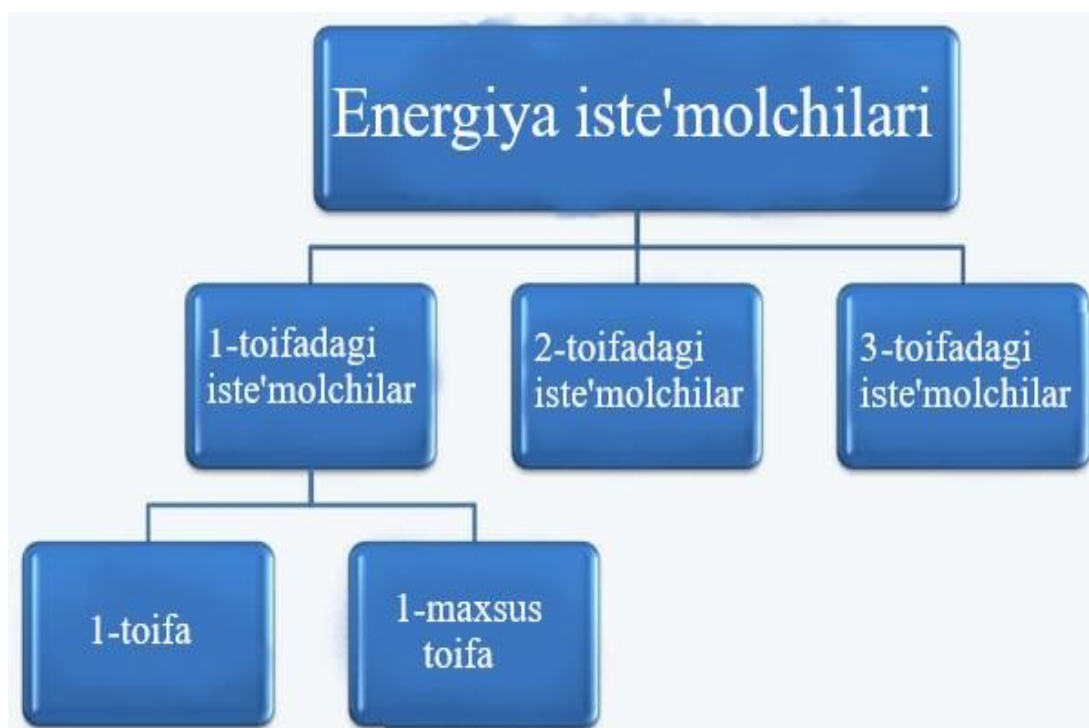 Energiya iste'molchilari
1-toifadagi
iste'molchilar
2-toifadagi
iste'molchilar
3-toifadagi
iste'molchilar
1-toifa
1-maxsus
toifa